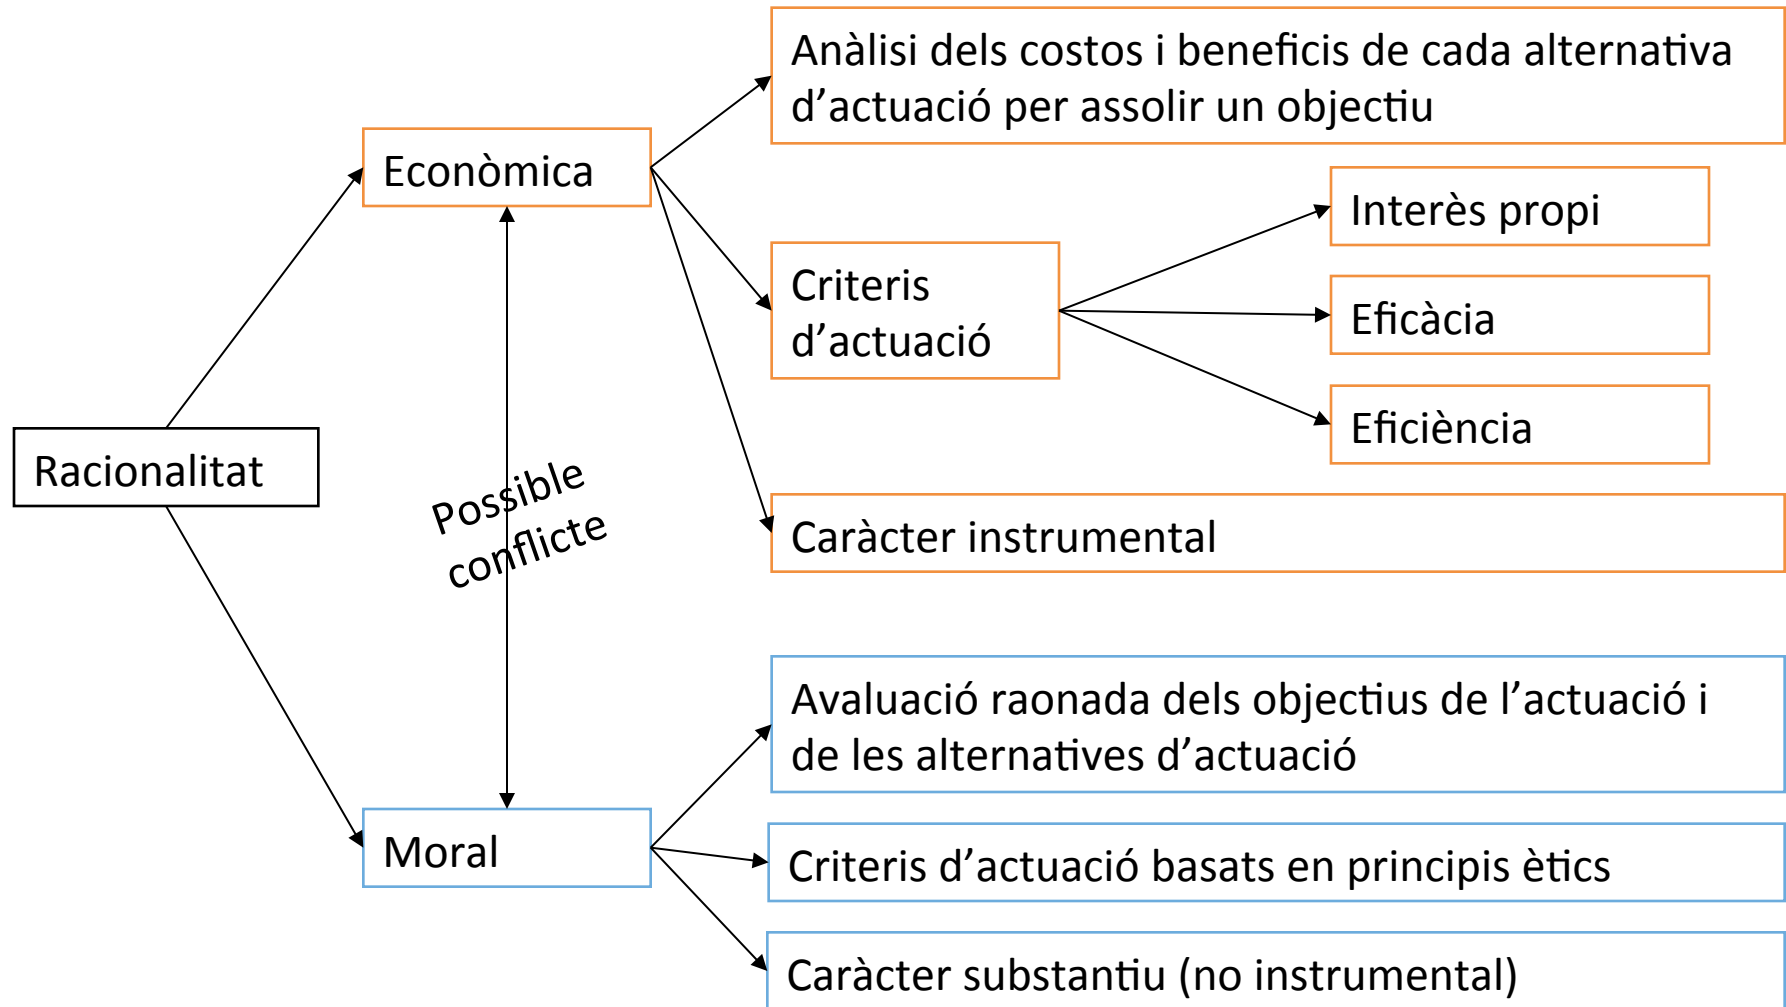 Racionalitat
Econòmica
Possible
conflicte
Moral
Anàlisi dels costos i beneficis de cada alternativa
d’actuació per assolir un objectiu
Criteris
d’actuació
Interès propi
Eficàcia
Eficiència
Caràcter instrumental
Avaluació raonada dels objectius de l’actuació i
de les alternatives d’actuació
Criteris d’actuació basats en principis ètics
Caràcter substantiu (no instrumental)